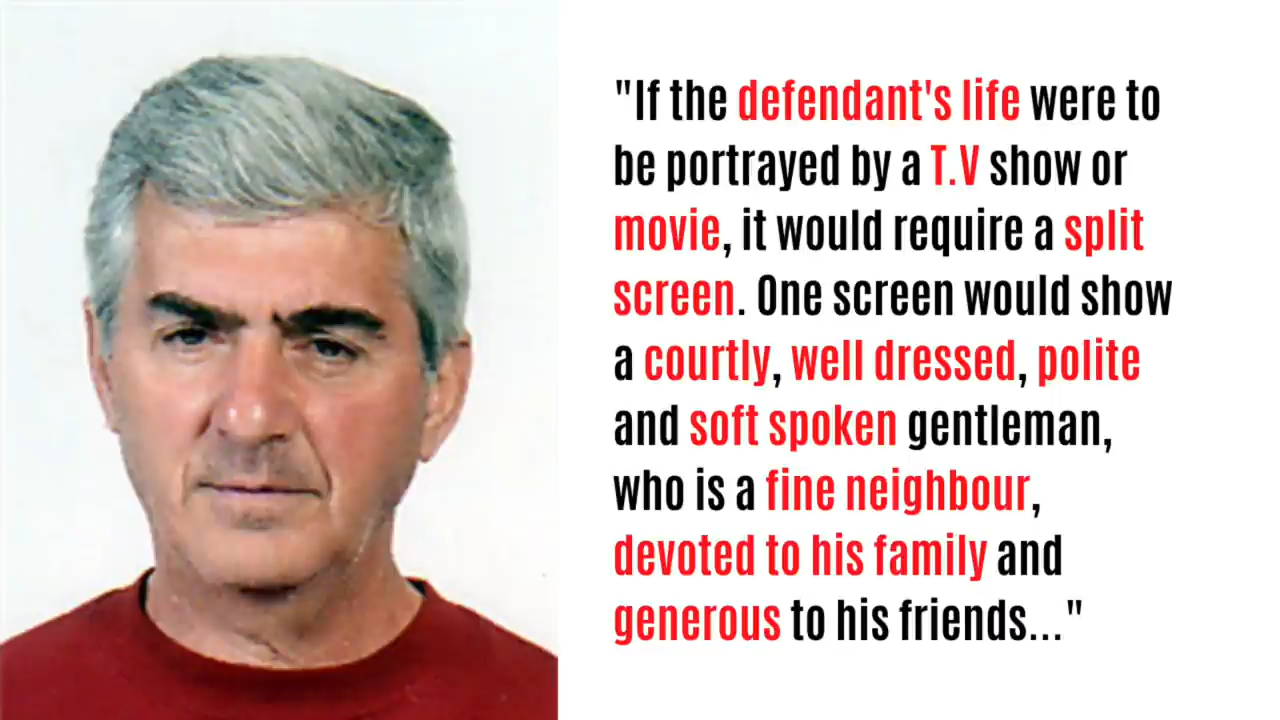 "If the defendant's life were to
be portrayed by a T.V show or
movie, it would require a split
screen. One screen would show
a courtly, well dressed, polite
and soft spoken gentleman,
who is a fine neighbour,
devoted to his family and
generous to his friends..."